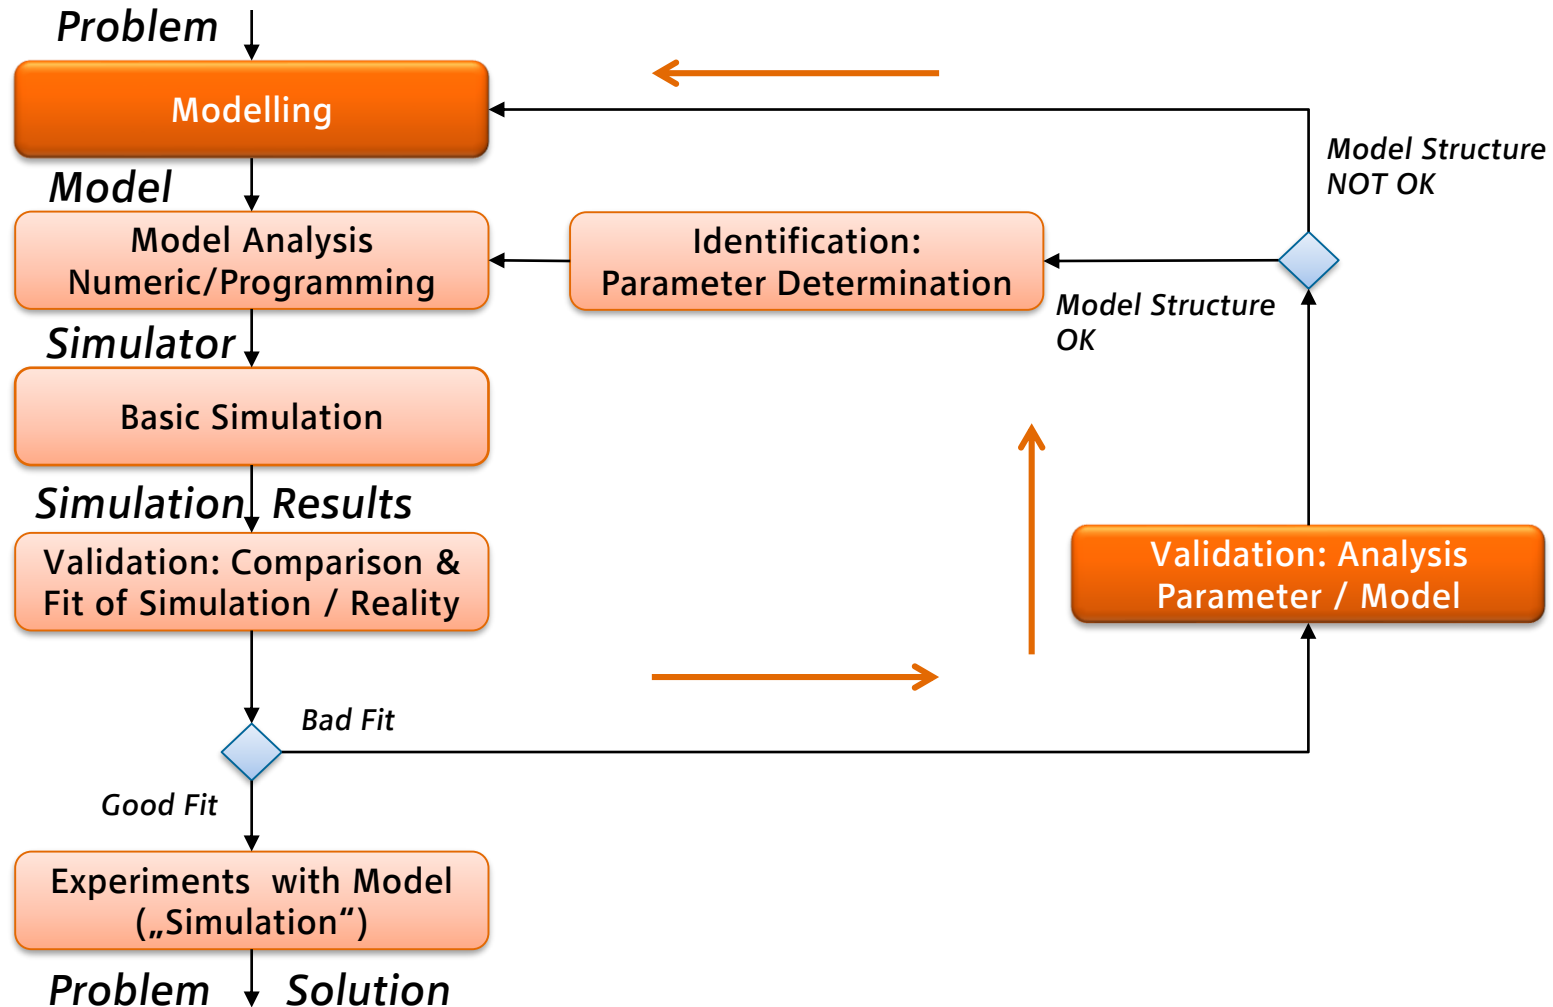 Problem
Modelling
Model Structure
NOT OK
Model
Model Analysis
Numeric/Programming
Identification:
Parameter Determination
Model Structure
OK
Simulator
Basic Simulation
Simulation Results
Validation: Comparison &
Fit of Simulation / Reality
Validation: Analysis
Parameter / Model
Bad Fit
Good Fit
Experiments with Model
(„Simulation“)
Problem Solution